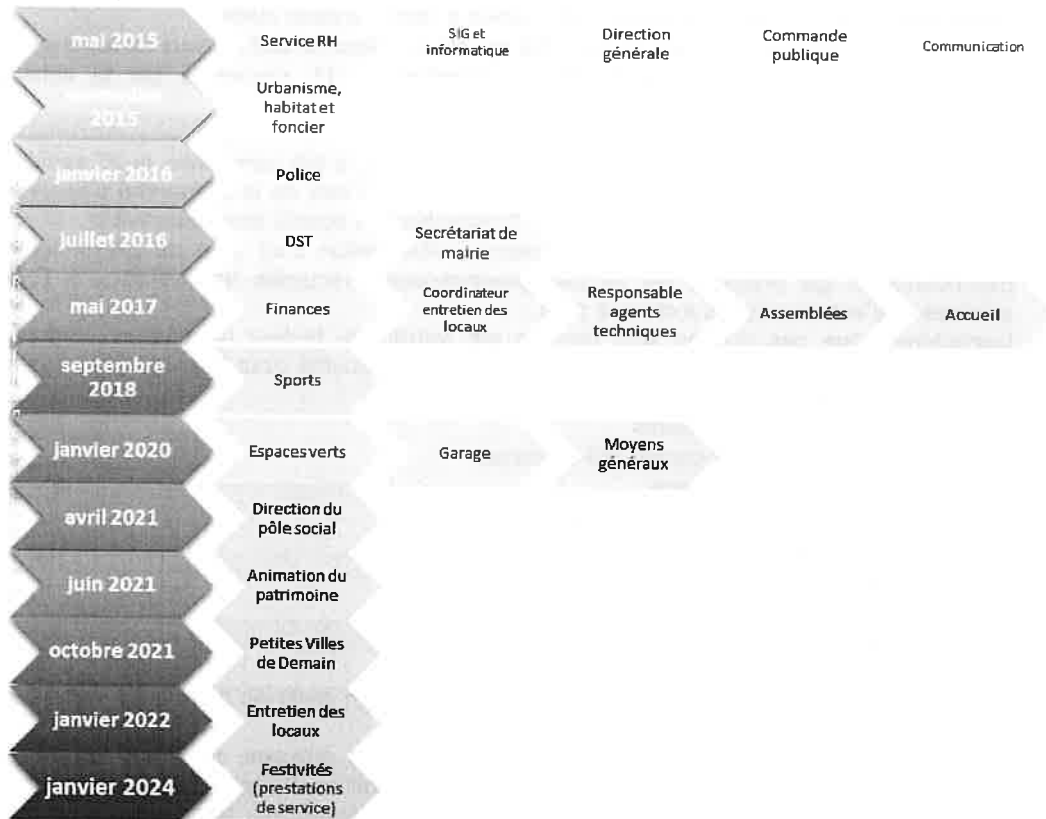 mai 2015
Service RH
SIG et
informatique
Direction
générale
Commande
publique
Communication
2015
Urbanisme,
habitat et
foncier
janvier 2016
Police
juillet 2016
DST
Secrétariat de
mairie
mai 2017
Finances
Coordinateur
entretien des
locaux
Responsable
agents
techniques
Assemblées
Accueil
septembre
2018
Sports
janvier 2020
Espaces verts
Garage
Moyens
généraux
avril 2021
Direction du
pôle social
juin 2021
Animation du
patrimoine
octobre 2021
Petites Villes
de Demain
janvier 2022
Entretien des
locaux
janvier 2024
Festivités
(prestations
de service)